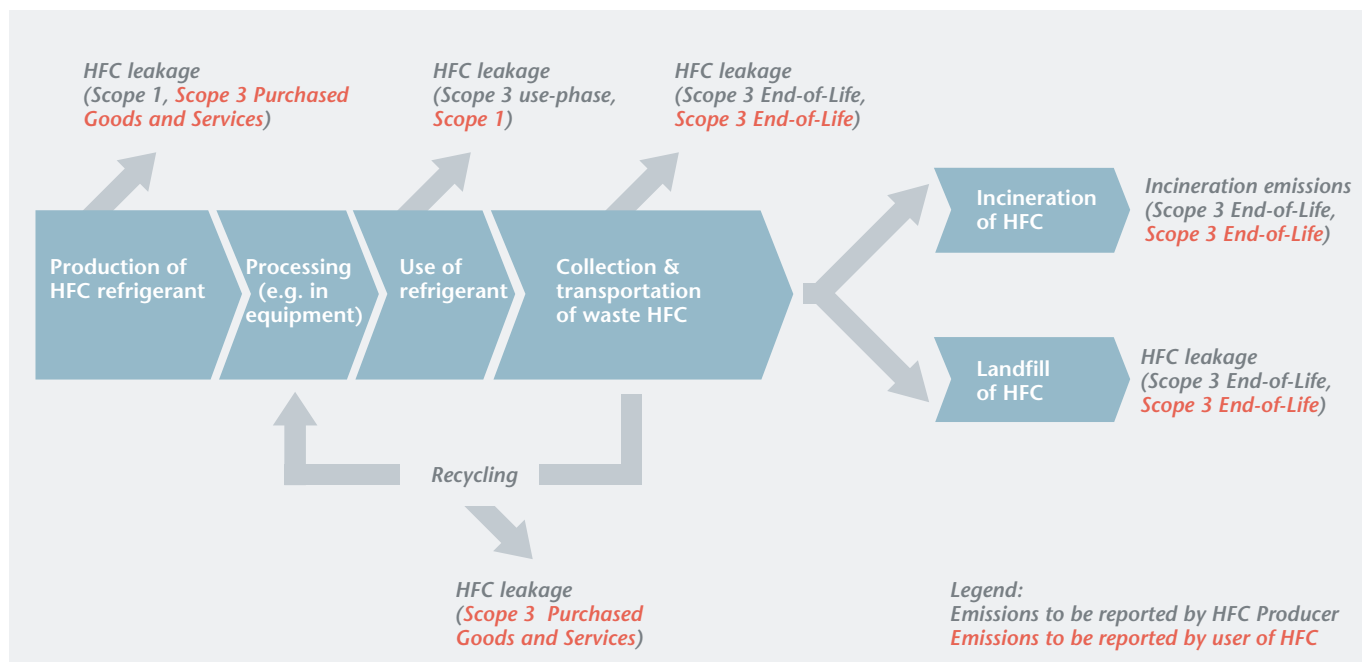 HFC leakage
(Scope 1, Scope 3 Purchased
Goods and Services)
HFC leakage
(Scope 3 use-phase,
Scope 1)
HFC leakage
(Scope 3 End-of-Life,
Scope 3 End-of-Life)
Production of
HFC refrigerant
Processing
(e.g. in
equipment)
Use of
refrigerant
Collection &
transportation
of waste HFC
Incineration
of HFC
Incineration emissions
(Scope 3 End-of-Life,
Scope 3 End-of-Life)
Landfill
of HFC
HFC leakage
(Scope 3 End-of-Life,
Scope 3 End-of-Life)
Recycling
HFC leakage
(Scope 3 Purchased
Goods and Services)
Legend:
Emissions to be reported by HFC Producer
Emissions to be reported by user of HFC